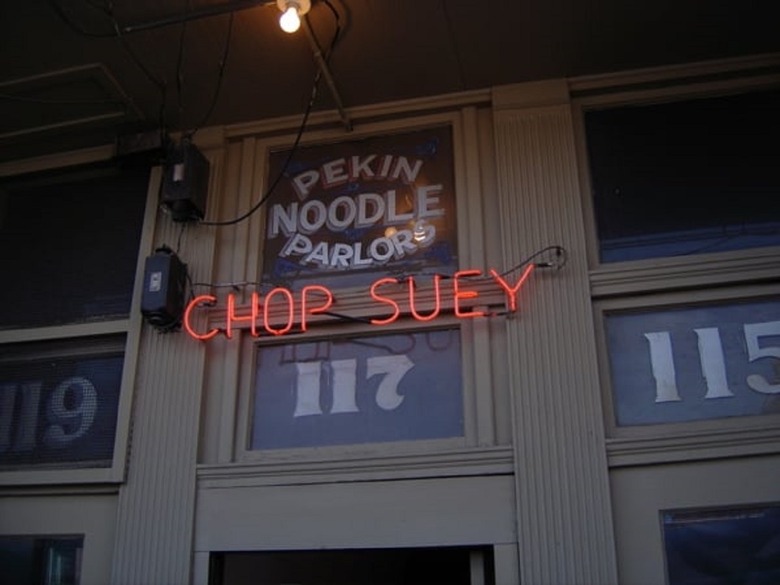 PEKIN
NOODLE
PARLORS
CHOP SUEY
119
117
115